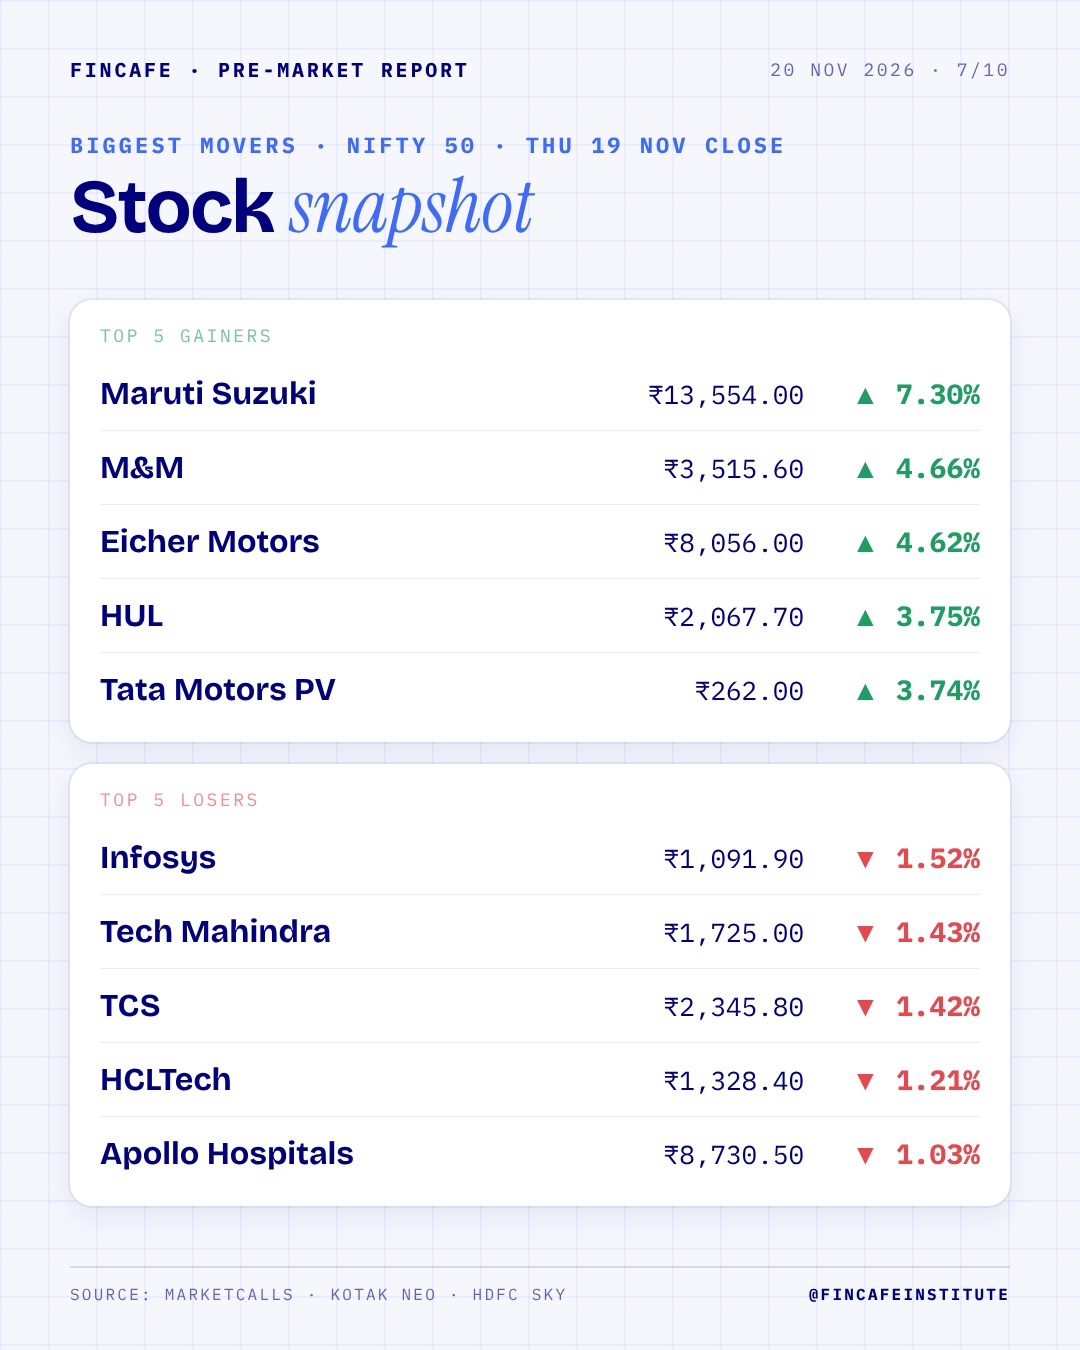 FINCAFE · PRE-MARKET REPORT 20 NOV 2026 · 7/10
BIGGEST MOVERS · NIFTY 50 · THU 19 NOV CLOSE
Stock snapshot
TOP 5 GAINERS
Maruti Suzuki ₹13,554.00 ▲ 7.30%
M&M ₹3,515.60 ▲ 4.66%
Eicher Motors ₹8,056.00 ▲ 4.62%
HUL ₹2,067.70 ▲ 3.75%
Tata Motors PV ₹262.00 ▲ 3.74%
TOP 5 LOSERS
Infosys ₹1,091.90 ▼ 1.52%
Tech Mahindra ₹1,725.00 ▼ 1.43%
TCS ₹2,345.80 ▼ 1.42%
HCLTech ₹1,328.40 ▼ 1.21%
Apollo Hospitals ₹8,730.50 ▼ 1.03%
SOURCE: MARKETCALLS · KOTAK NEO · HDFC SKY @FINCAFEINSTITUTE